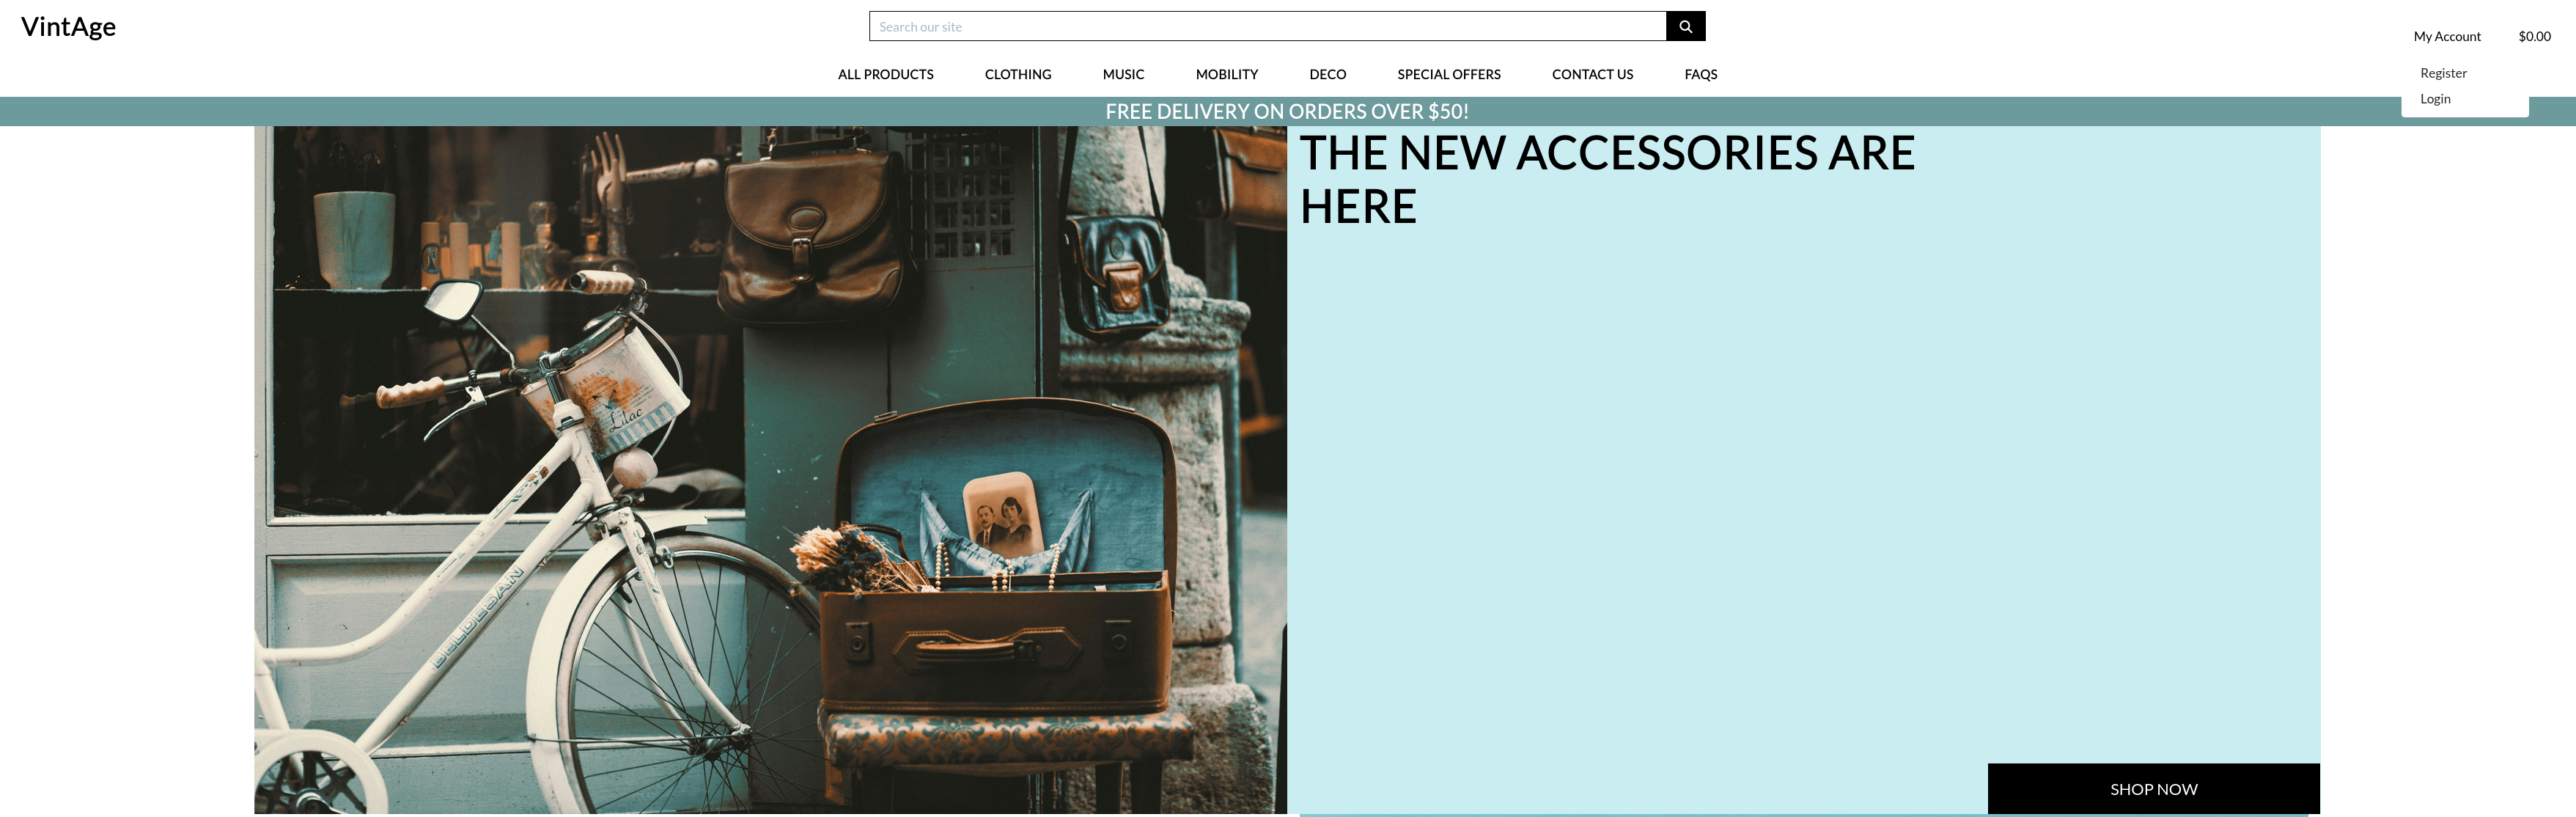 VintAge
Search our site
My Account
$0.00
ALL PRODUCTS
CLOTHING
MUSIC
MOBILITY
DECO
SPECIAL OFFERS
CONTACT US
FAQS
Register
Login
FREE DELIVERY ON ORDERS OVER $50!
THE NEW ACCESSORIES ARE
HERE
Lilac
BELDESAN
SHOP NOW